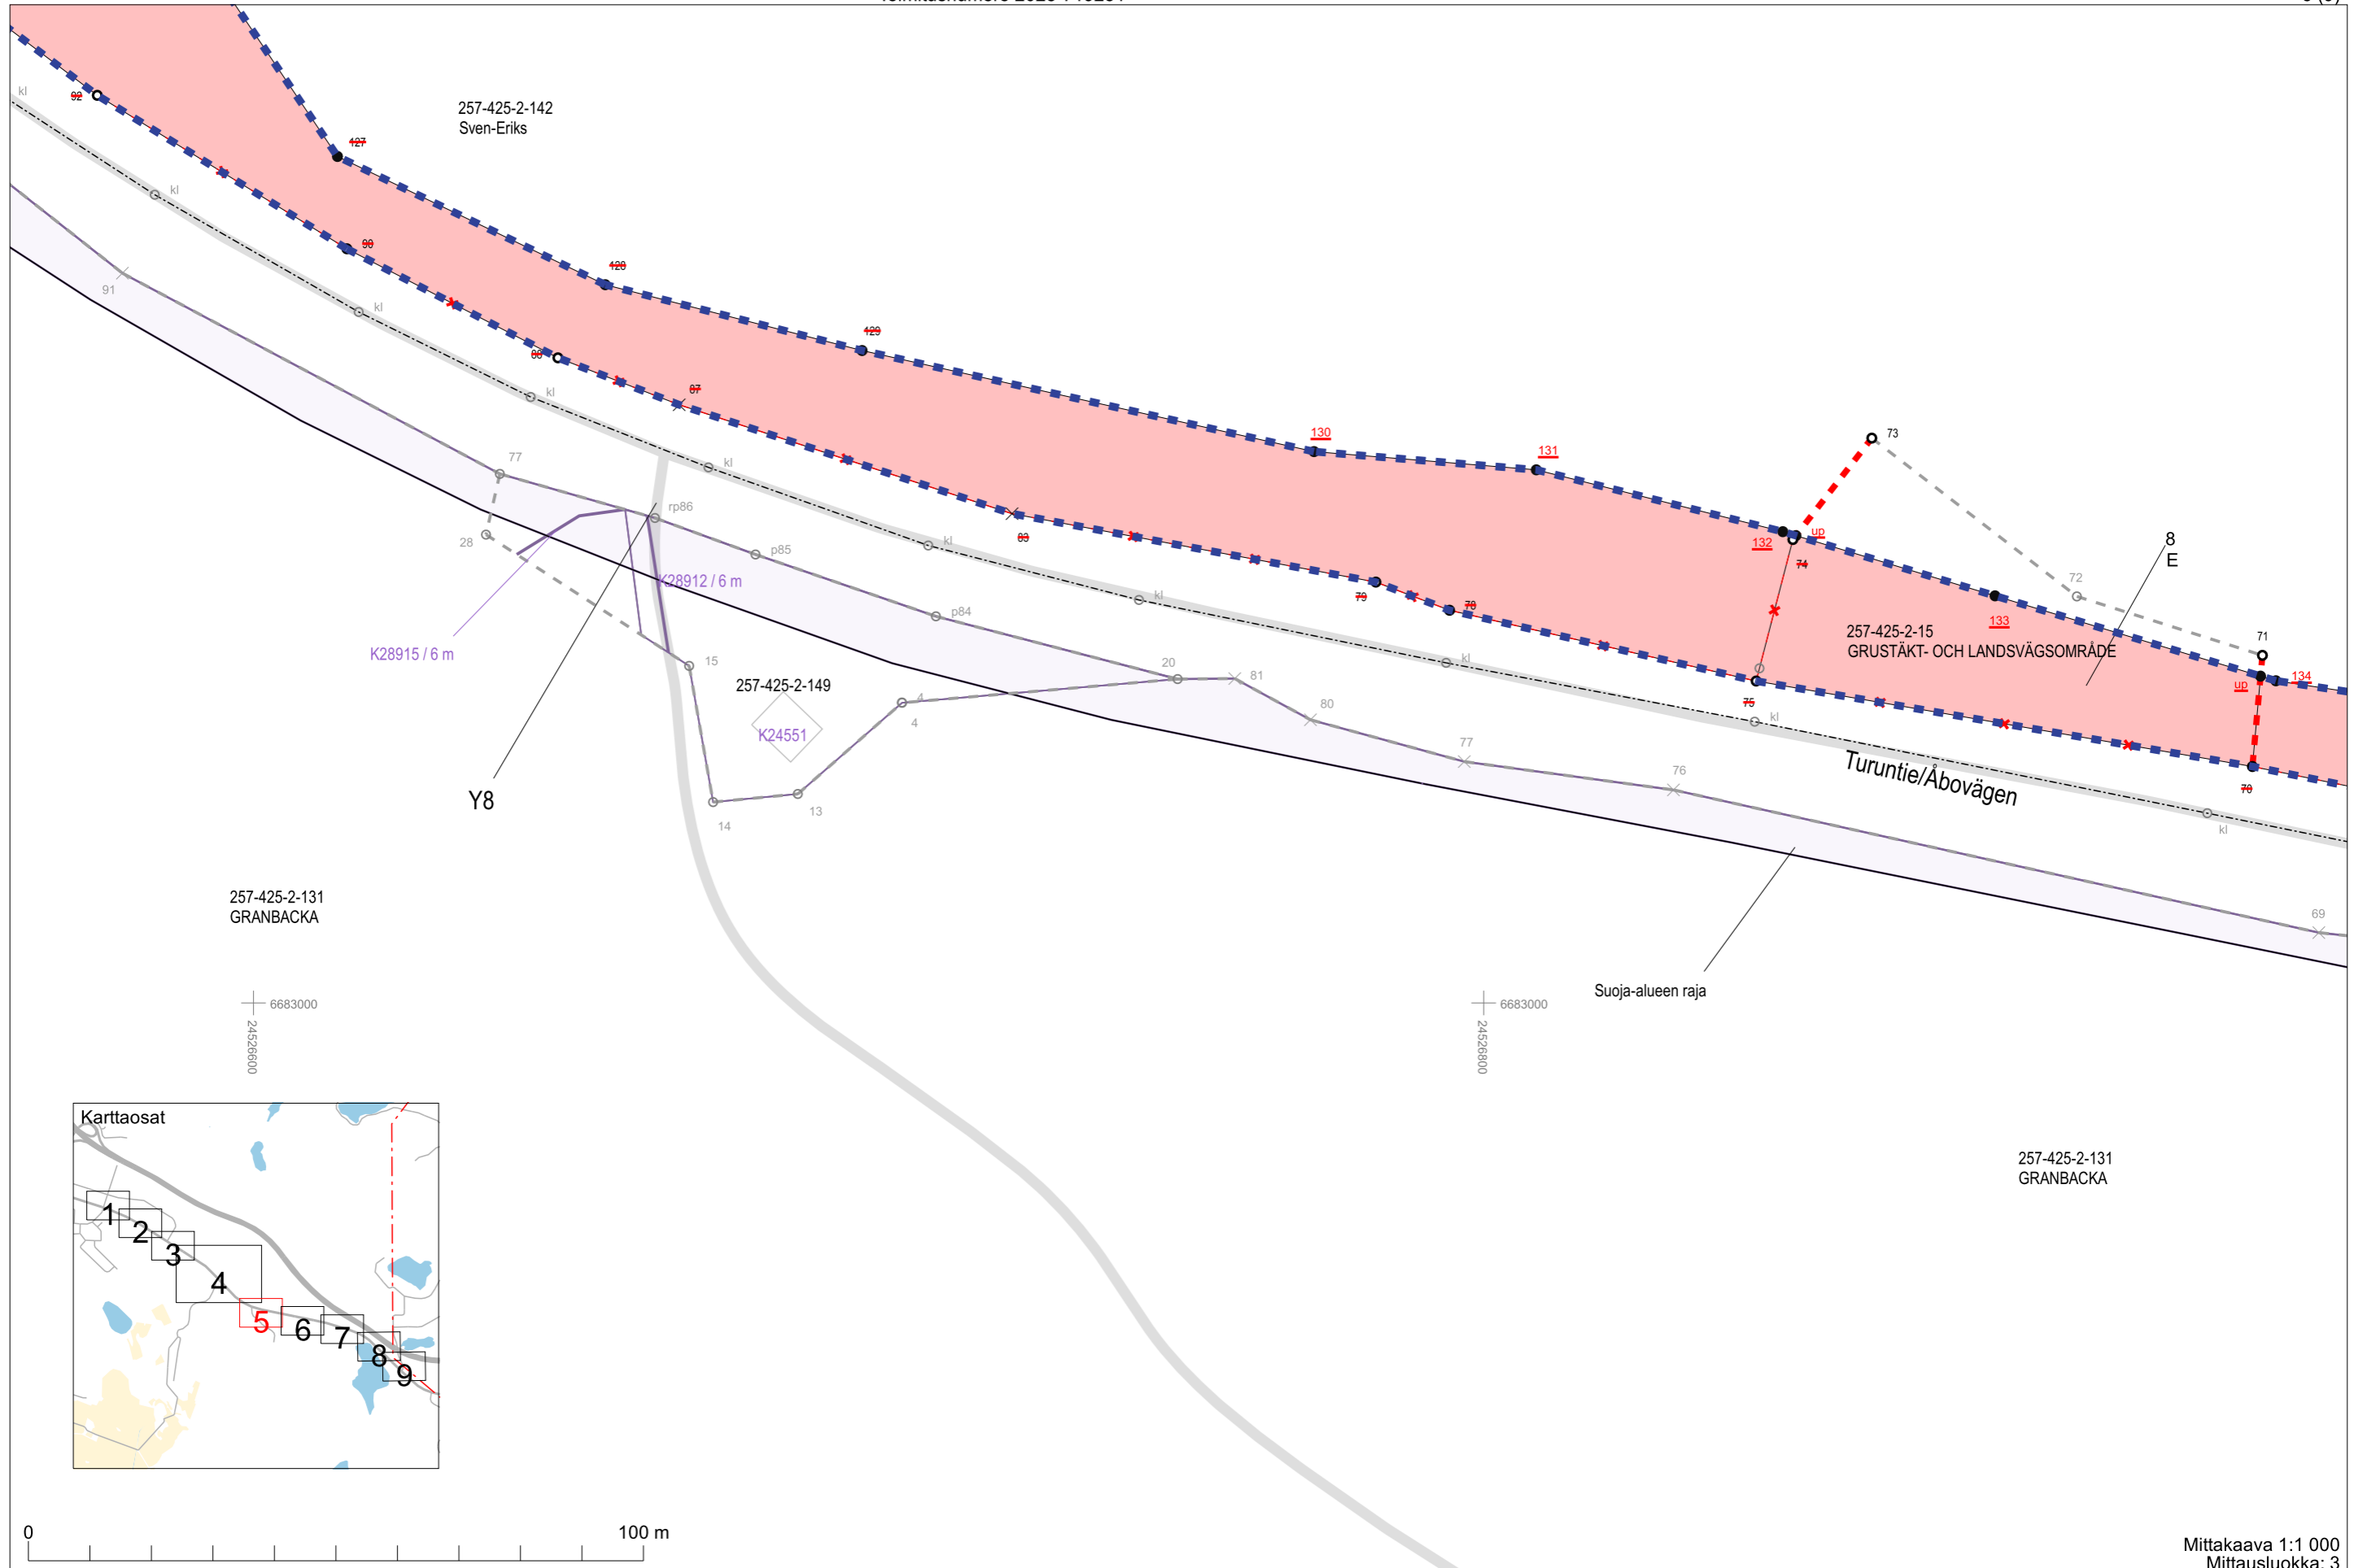 92
kl
127
257-425-2-142
Sven-Eriks
kl
90
128
kl
91
129
88
87
kl
130
131
73
77
kl
rp86
28
p85
kl
83
132
up
74
8
E
72
K28912 / 6 m
79
78
p84
kl
133
257-425-2-15
GRUSTÄKT- OCH LANDSVÄGSOMRÅDE
71
K28915 / 6 m
15
20
81
kl
up
134
257-425-2-149
4
4
80
75
kl
K24551
77
76
Turuntie/Åbovägen
70
Y8
14
13
kl
257-425-2-131
GRANBACKA
69
Suoja-alueen raja
6683000
24526600
6683000
24526800
Karttaosat
1
2
3
4
5
6
7
8
9
257-425-2-131
GRANBACKA
0
100 m
Mittakaava 1:1 000
Mittausluokka: 3